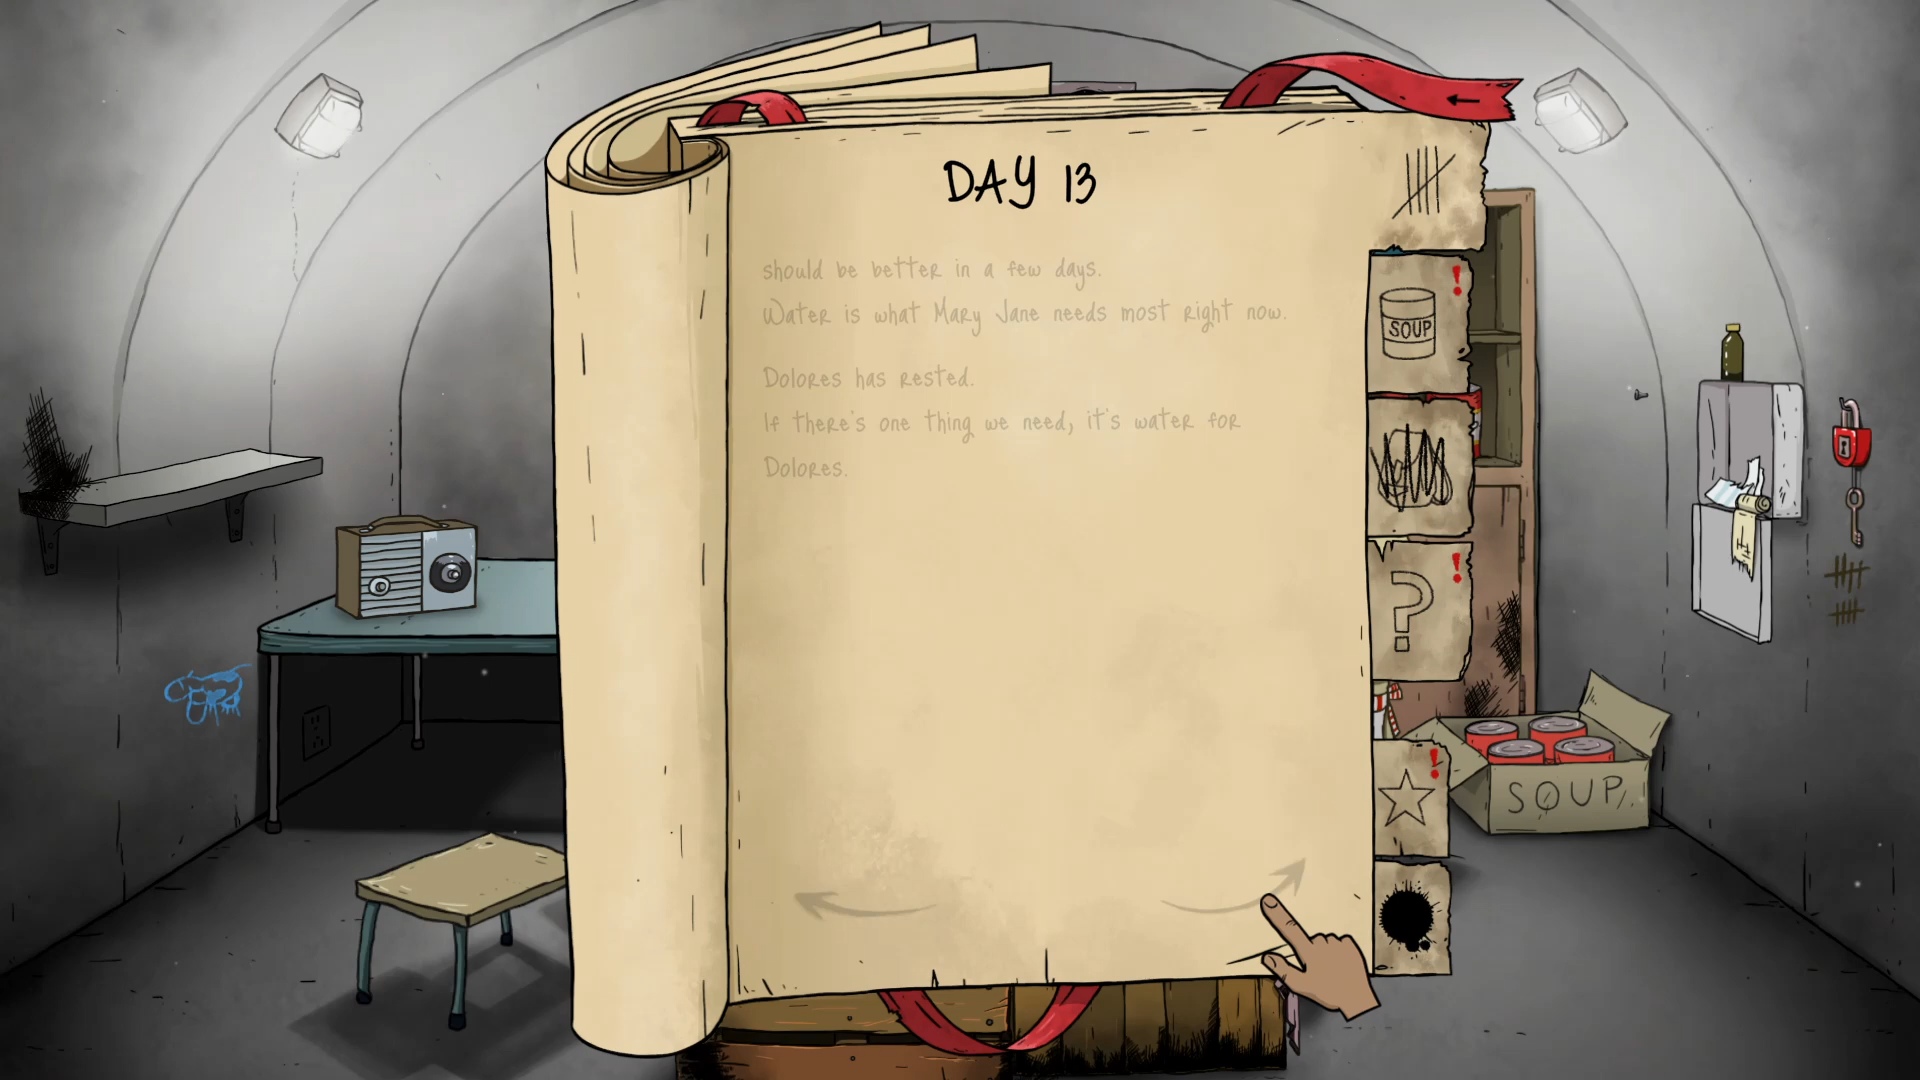 DAY 13
should be better in a few days.
Water is what Mary Jane needs most right now.
Dolores has rested.
If there's one thing we need, it's water for
Dolores.
SOUP
SOUP